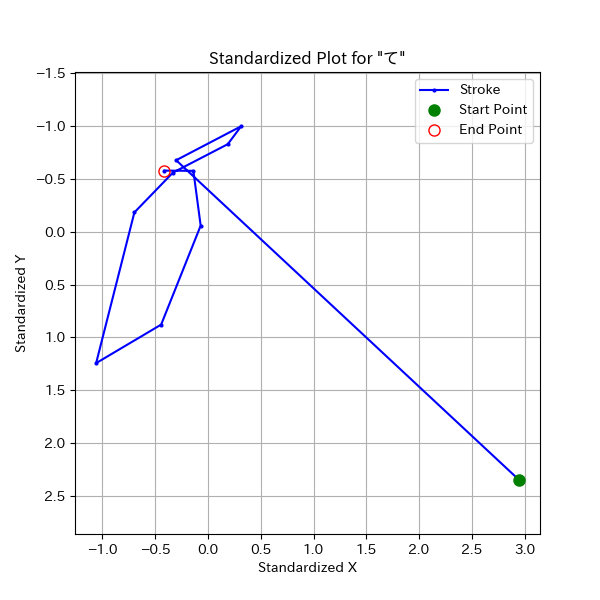 Standardized Plot for "て"
Stroke
Start Point
End Point
Standardized Y
−1.5
−1.0
−0.5
0.0
0.5
1.0
1.5
2.0
2.5
−1.0 −0.5 0.0 0.5 1.0 1.5 2.0 2.5 3.0
Standardized X